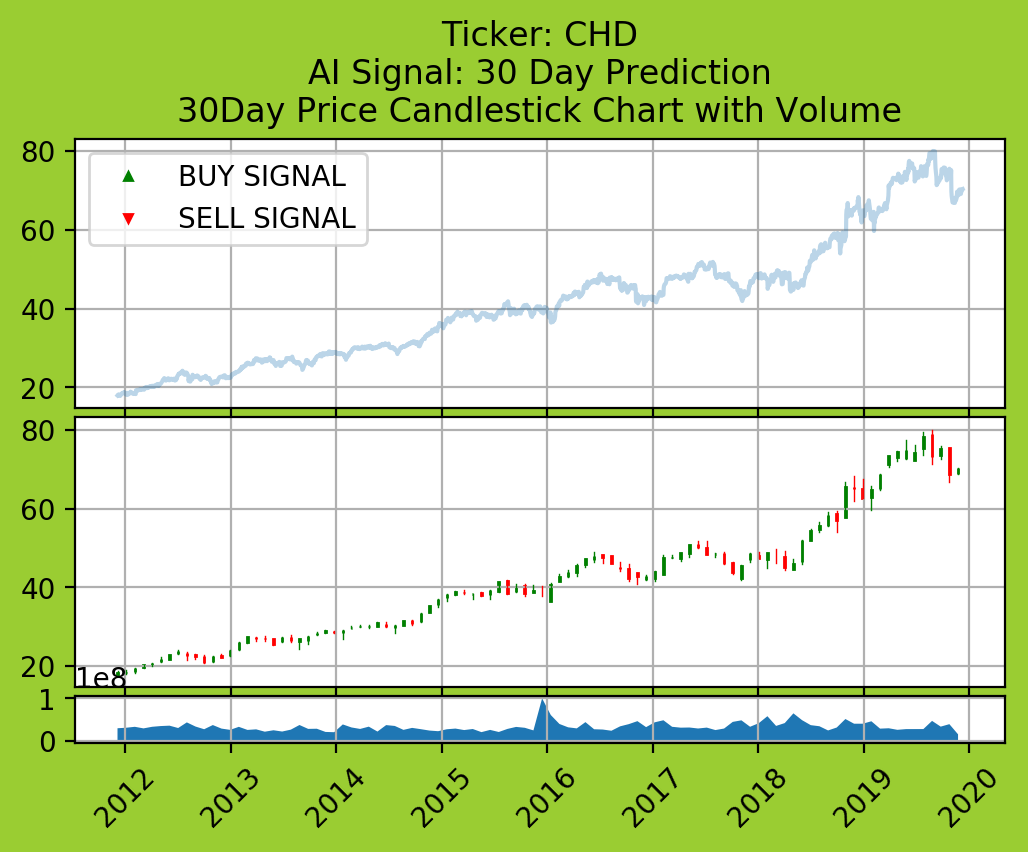 Ticker: CHD
AI Signal: 30 Day Prediction
30Day Price Candlestick Chart with Volume
80
60
40
20
BUY SIGNAL
SELL SIGNAL
80
60
40
20
1e8
1
0
2012 2013 2014 2015 2016 2017 2018 2019 2020